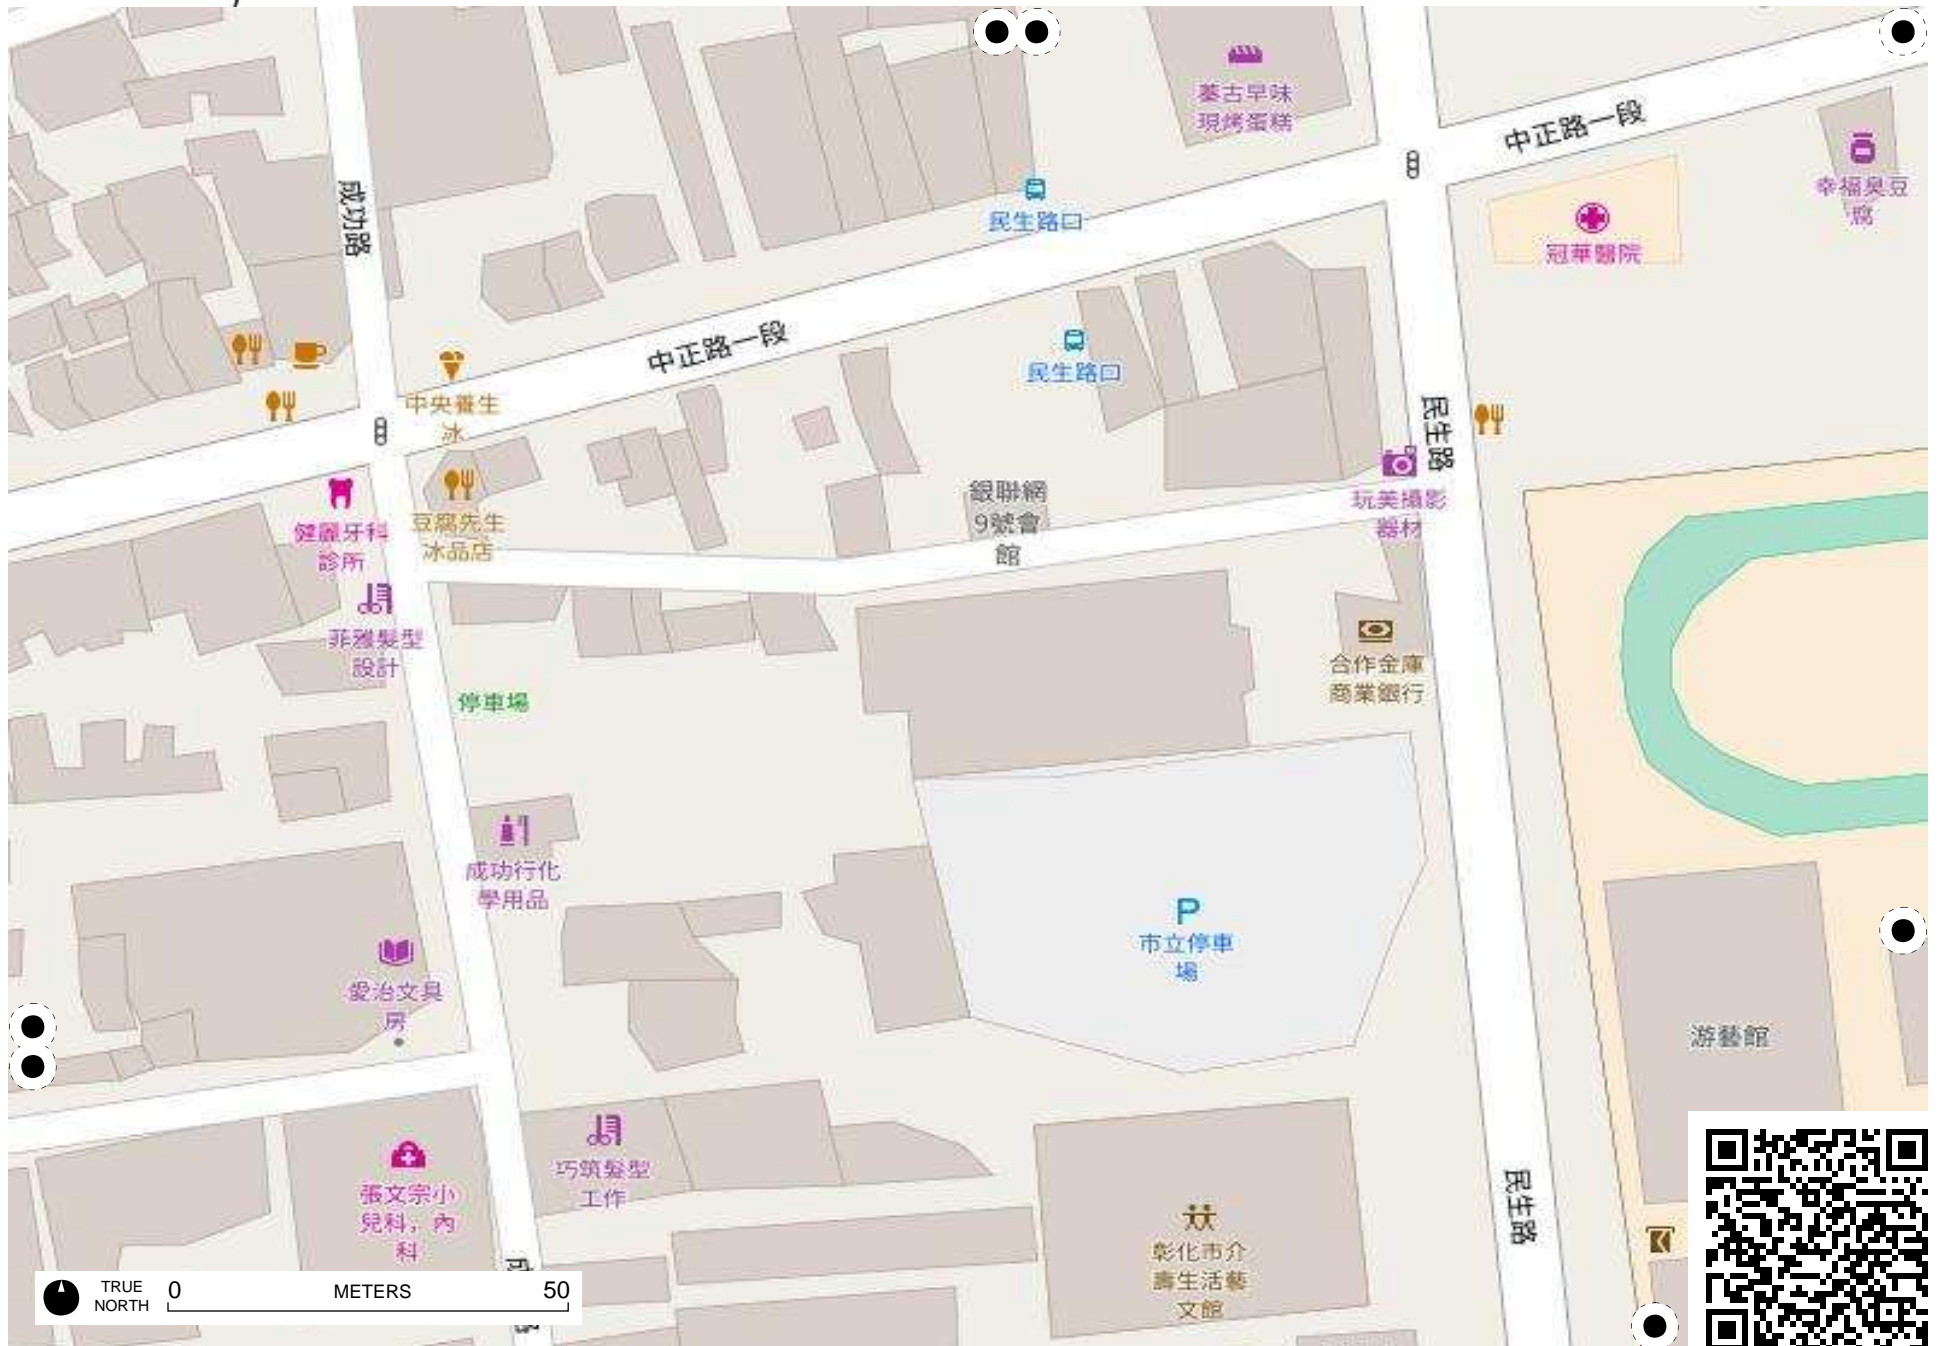 蓁古早味
現烤蛋糕
中正路一段
幸福臭豆
腐
成功路
民生路口
冠華醫院
中正路一段
民生路口
中央養生
冰
民生路
銀聯網
9號會
館
玩美攝影
器材
健麗牙科
診所
豆腐先生
冰品店
菲雅髮型
設計
合作金庫
商業銀行
停車場
成功行化
學用品
P
市立停車
場
愛治文具
房
游藝館
巧筑髮型
工作
張文宗小
兒科，內
科
民生路
彰化市介
壽生活藝
文館
TRUE
NORTH
0 METERS 50